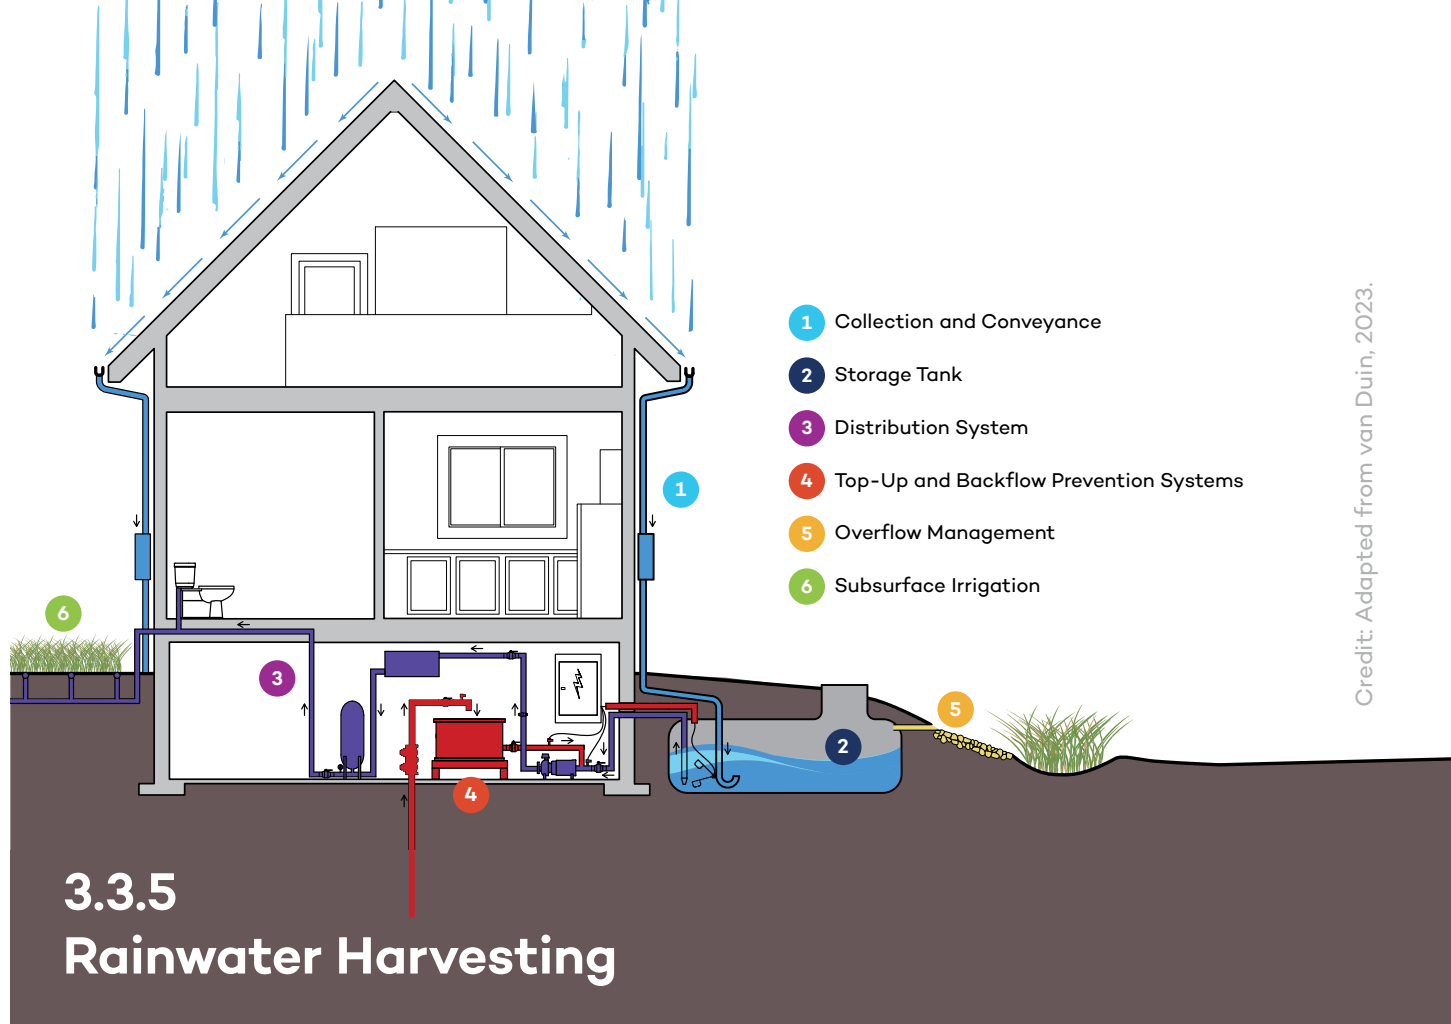 1 Collection and Conveyance
2 Storage Tank
3 Distribution System
4 Top-Up and Backflow Prevention Systems
5 Overflow Management
6 Subsurface Irrigation
1
6
3
5
2
4
3.3.5
Rainwater Harvesting
Credit: Adapted from van Duin, 2023.